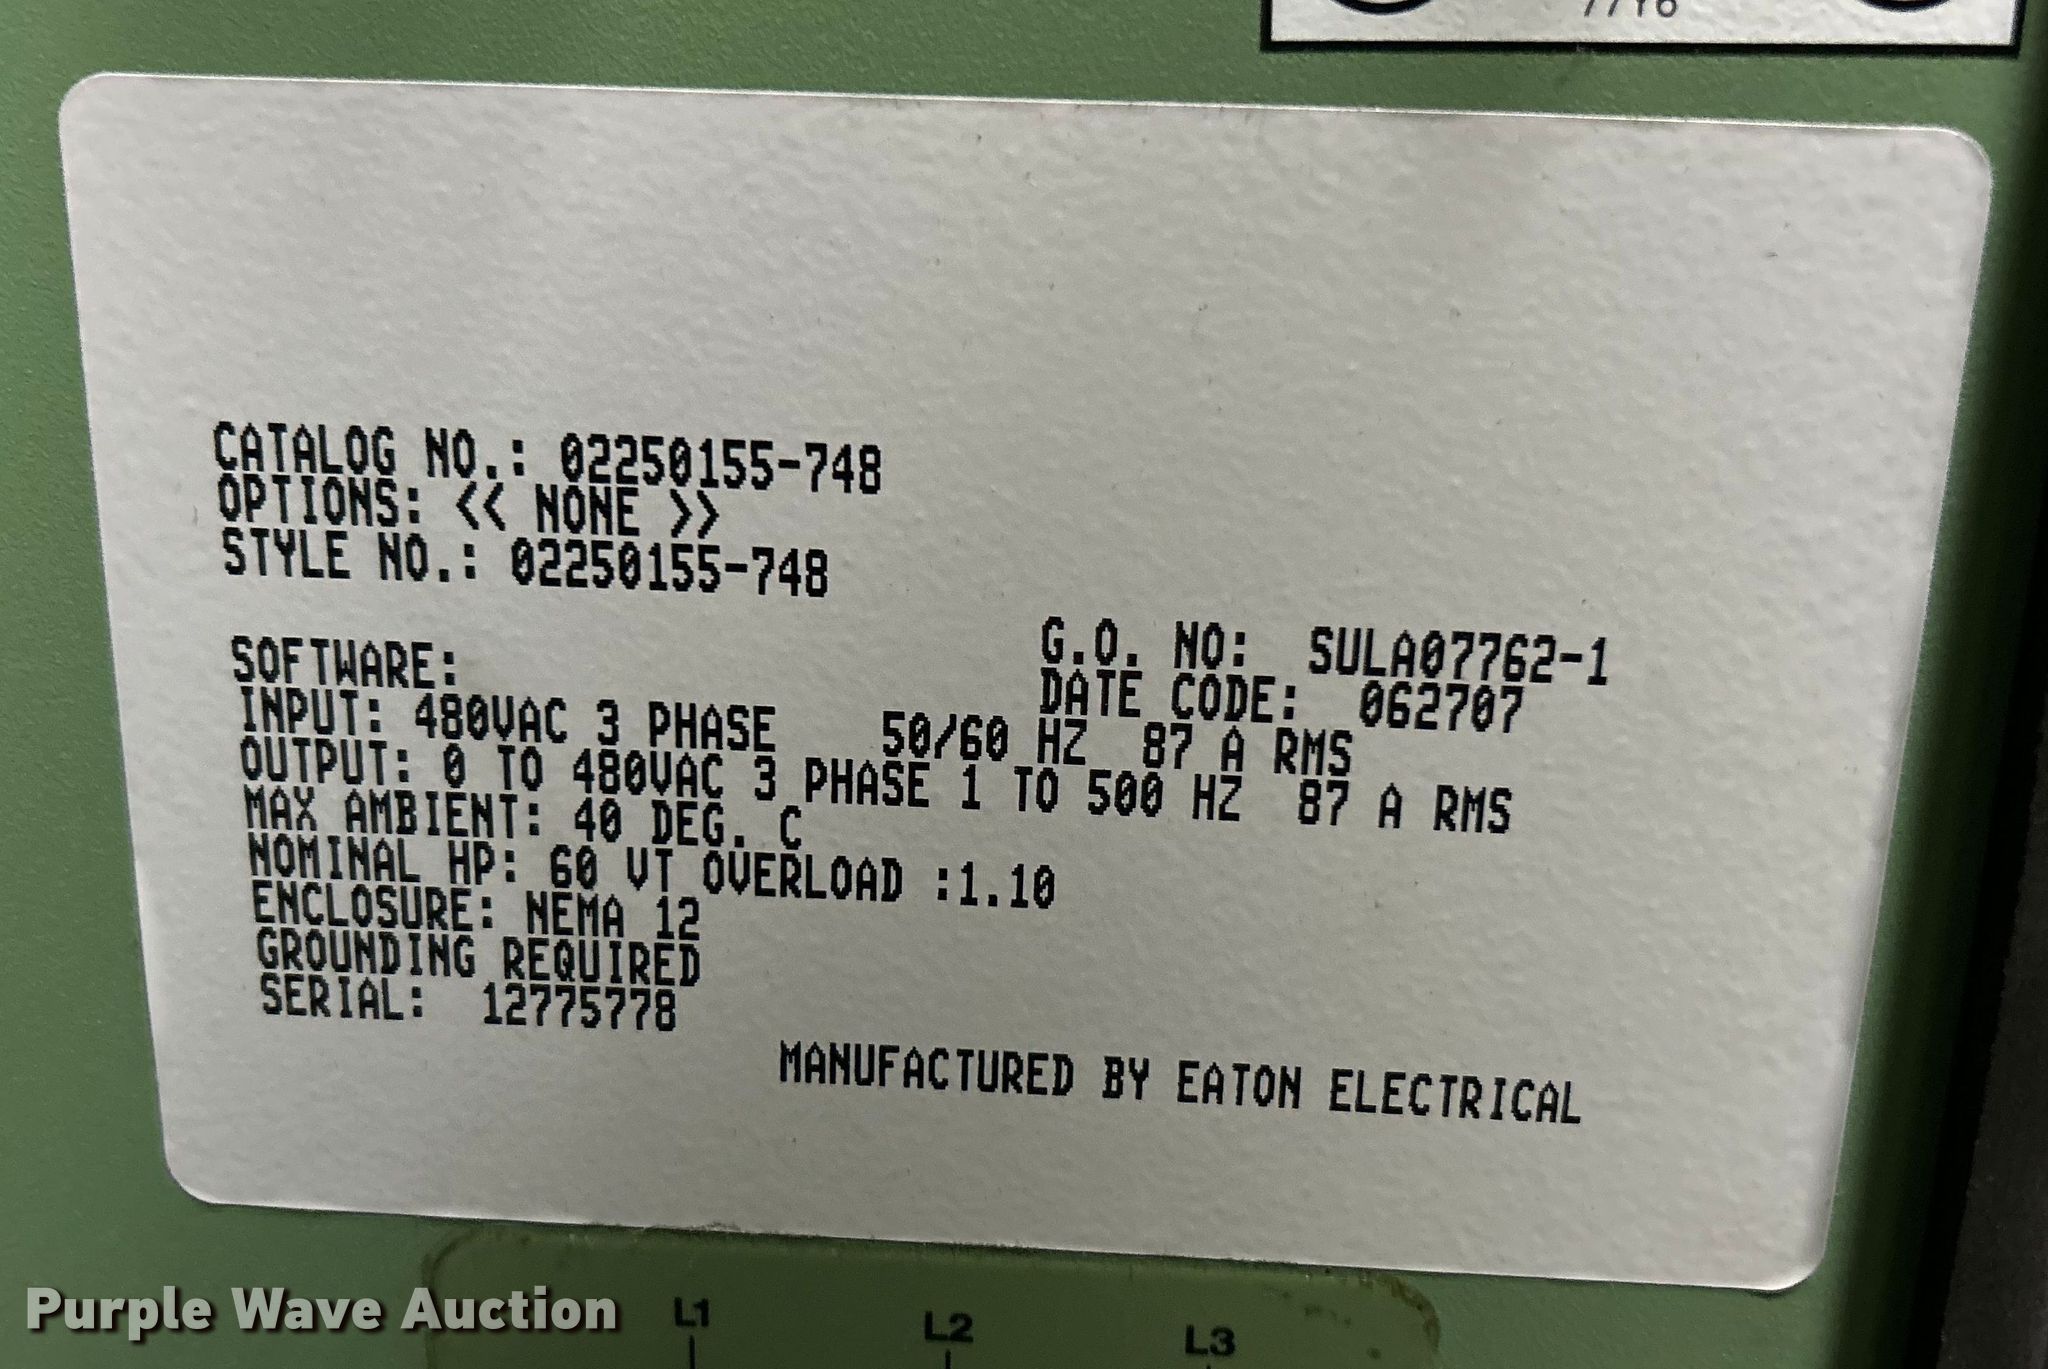 CATALOG NO.: 02250155-748
OPTIONS: << NONE >>
STYLE NO.: 02250155-748
G.O. NO: SULA07762-1
SOFTWARE:
DATE CODE: 062707
INPUT: 480VAC 3 PHASE 50/60 HZ 87 A RMS
OUTPUT: 0 TO 480VAC 3 PHASE 1 TO 500 HZ 87 A RMS
MAX AMBIENT: 40 DEG. C
NOMINAL HP: 60 VT OVERLOAD :1.10
ENCLOSURE: NEMA 12
GROUNDING REQUIRED
SERIAL: 12775778
MANUFACTURED BY EATON ELECTRICAL
L1 L2 L3
Purple Wave Auction